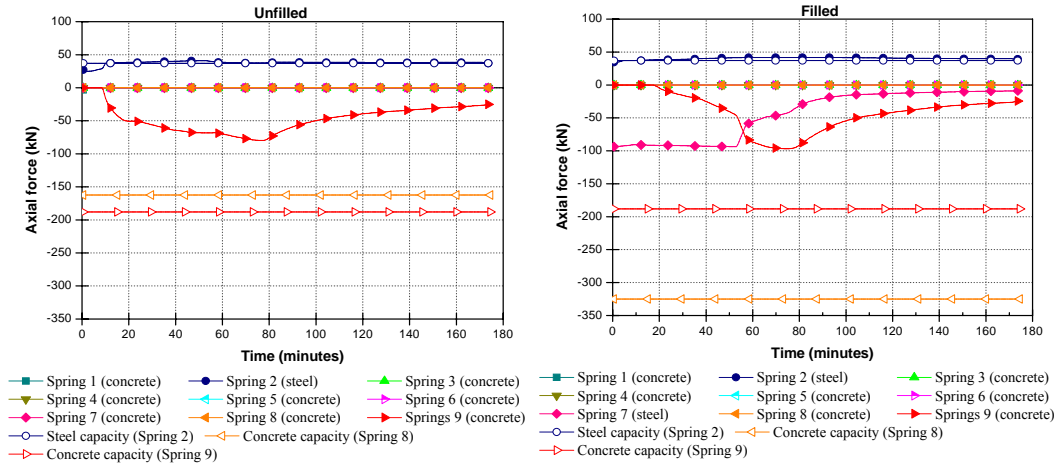 Unfilled
100
50
0
-50
-100
-150
-200
-250
-300
-350
Axial force (kN)
0 20 40 60 80 100 120 140 160 180
Time (minutes)
Spring 1 (concrete) Spring 2 (steel) Spring 3 (concrete)
Spring 4 (concrete) Spring 5 (concrete) Spring 6 (concrete)
Spring 7 (concrete) Spring 8 (concrete) Springs 9 (concrete)
Steel capacity (Spring 2) Concrete capacity (Spring 8)
Concrete capacity (Spring 9)
Filled
100
50
0
-50
-100
-150
-200
-250
-300
-350
Axial force (kN)
0 20 40 60 80 100 120 140 160 180
Time (minutes)
Spring 1 (concrete) Spring 2 (steel) Spring 3 (concrete)
Spring 4 (concrete) Spring 5 (concrete) Spring 6 (concrete)
Spring 7 (steel) Spring 8 (concrete) Springs 9 (concrete)
Steel capacity (Spring 2) Concrete capacity (Spring 8)
Concrete capacity (Spring 9)